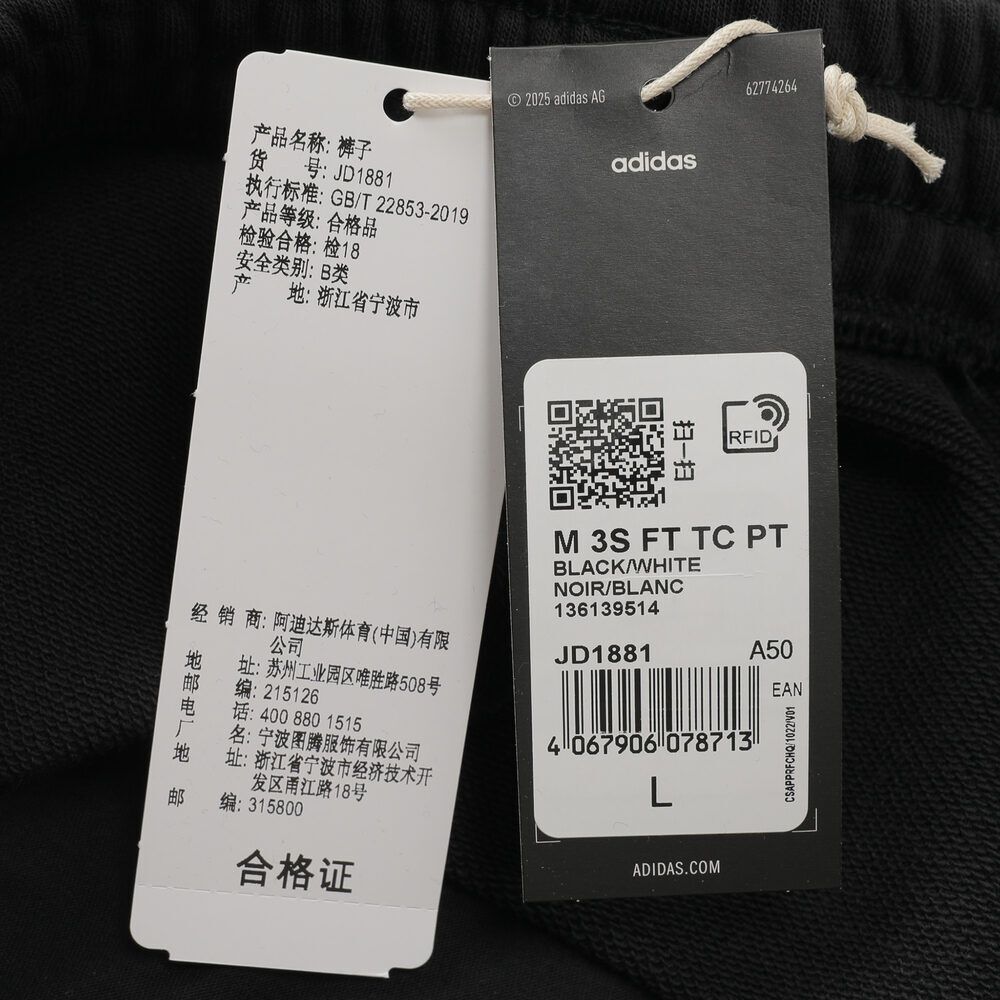 产品名称: 裤子
货 号: JD1881
执行标准: GB/T 22853-2019
产品等级: 合格品
检验合格: 检18
安全类别: B类
产 地: 浙江省宁波市
经 销 商: 阿迪达斯体育(中国)有限
公司
地 址: 苏州工业园区唯胜路508号
邮 编: 215126
电 话: 400 880 1515
厂 名: 宁波图腾服饰有限公司
地 址: 浙江省宁波市经济技术开
发区甬江路18号
邮 编: 315800
合格证
© 2025 adidas AG
62774264
adidas
RFID
M 3S FT TC PT
BLACK/WHITE
NOIR/BLANC
136139514
JD1881 A50
EAN
4 067906 078713
CSAPPRFCHQ/1022/V01
L
ADIDAS.COM